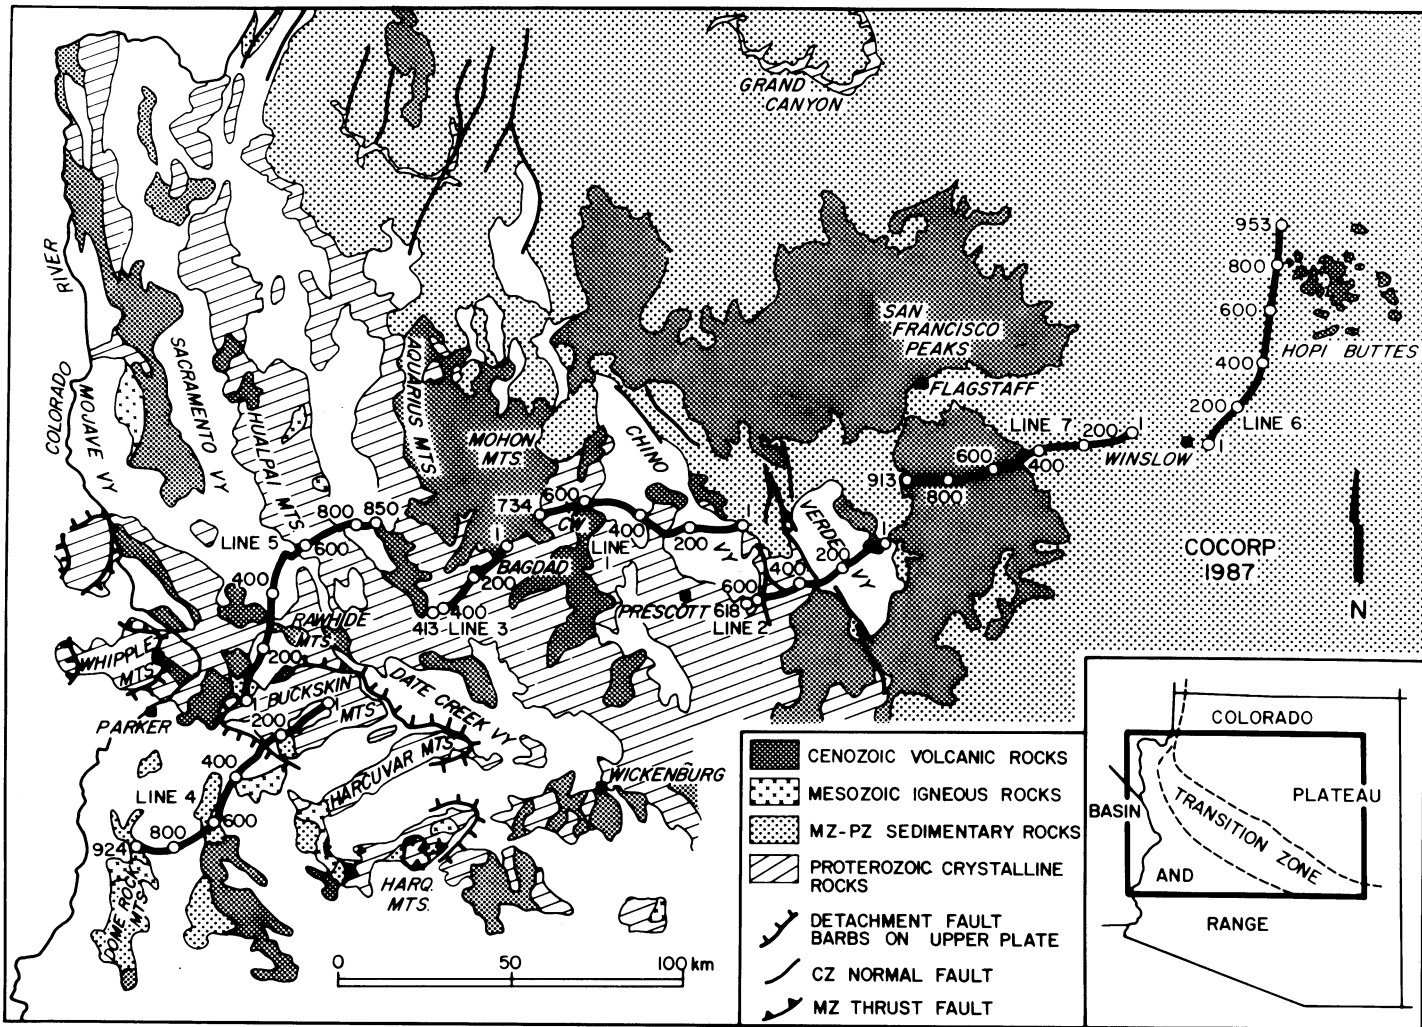 GRAND
CANYON
RIVER
COLORADO
MOJAVE VY
SACRAMENTO VY
HUALPAI MTS
AQUARIUS MTS.
MOHON
MTS.
CHINO
VY
SAN
FRANCISCO
PEAKS
FLAGSTAFF
953
800
600
400
200
1
LINE 6
HOPI BUTTES
WINSLOW
LINE 7
1
200
400
600
800
913
COCORP
1987
N
VERDE
VY
1
200
400
600
618
LINE 2
PRESCOTT
734
600
CW
400
LINE
1
200
1
BAGDAD
1
200
400
413
LINE 3
850
800
600
LINE 5
400
200
1
RAWHIDE
MTS.
WHIPPLE
MTS.
PARKER
BUCKSKIN
MTS
DATE CREEK VY
HARCUVAR MTS.
WICKENBURG
1
200
400
LINE 4
600
800
924
DOME ROCK
MTS.
HARQ.
MTS.
0
50
100 km
CENOZOIC VOLCANIC ROCKS
MESOZOIC IGNEOUS ROCKS
MZ-PZ SEDIMENTARY ROCKS
PROTEROZOIC CRYSTALLINE
ROCKS
DETACHMENT FAULT
BARBS ON UPPER PLATE
CZ NORMAL FAULT
MZ THRUST FAULT
COLORADO
PLATEAU
TRANSITION ZONE
BASIN
AND
RANGE